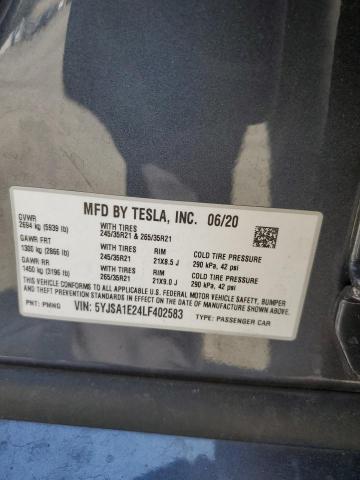 MFD BY TESLA, INC. 06/20
GVWR
2694 kg (5939 lb) WITH TIRES 245/35R21 & 265/35R21
GAWR FRT
1300 kg (2866 lb) WITH TIRES 245/35R21 RIM 21X8.5 J COLD TIRE PRESSURE 290 kPa, 42 psi
GAWR RR
1450 kg (3196 lb) WITH TIRES 265/35R21 RIM 21X9.0 J COLD TIRE PRESSURE 290 kPa, 42 psi
THIS VEHICLE CONFORMS TO ALL APPLICABLE U.S. FEDERAL MOTOR VEHICLE SAFETY, BUMPER,
AND THEFT PREVENTION STANDARDS IN EFFECT ON THE DATE OF MANUFACTURE SHOWN ABOVE.
PNT: PMNG VIN: 5YJSA1E24LF402583 TYPE: PASSENGER CAR